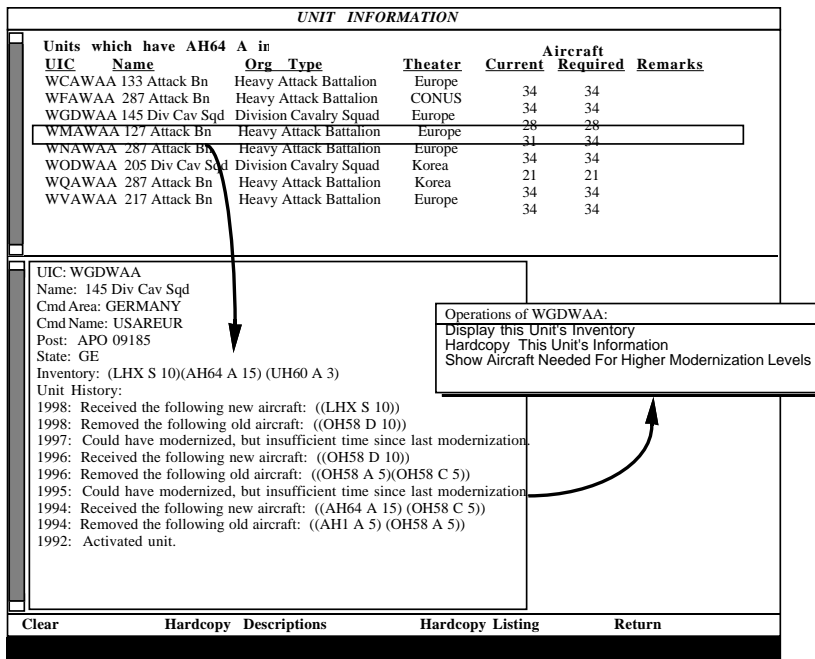 UNIT INFORMATION
Units which have AH64 A in
Aircraft
UIC Name Org Type Theater Current Required Remarks
WCAWAA 133 Attack Bn Heavy Attack Battalion Europe 34 34
WFAWAA 287 Attack Bn Heavy Attack Battalion CONUS 34 34
WGDWAA 145 Div Cav Sqd Division Cavalry Squad Europe 28 28
WMAWAA 127 Attack Bn Heavy Attack Battalion Europe 31 34
WNAWAA 287 Attack Bn Heavy Attack Battalion Europe 34 34
WODWAA 205 Div Cav Sqd Division Cavalry Squad Korea 21 21
WQAWAA 287 Attack Bn Heavy Attack Battalion Korea 34 34
WVAWAA 217 Attack Bn Heavy Attack Battalion Europe 34 34
UIC: WGDWAA
Name: 145 Div Cav Sqd
Cmd Area: GERMANY
Cmd Name: USAREUR
Post: APO 09185
State: GE
Inventory: (LHX S 10)(AH64 A 15) (UH60 A 3)
Unit History:
1998: Received the following new aircraft: ((LHX S 10))
1998: Removed the following old aircraft: ((OH58 D 10))
1997: Could have modernized, but insufficient time since last modernization.
1996: Received the following new aircraft: ((OH58 D 10))
1996: Removed the following old aircraft: ((OH58 A 5)(OH58 C 5))
1995: Could have modernized, but insufficient time since last modernization
1994: Received the following new aircraft: ((AH64 A 15) (OH58 C 5))
1994: Removed the following old aircraft: ((AH1 A 5) (OH58 A 5))
1992: Activated unit.
Operations of WGDWAA:
Display this Unit's Inventory
Hardcopy This Unit's Information
Show Aircraft Needed For Higher Modernization Levels
Clear Hardcopy Descriptions Hardcopy Listing Return